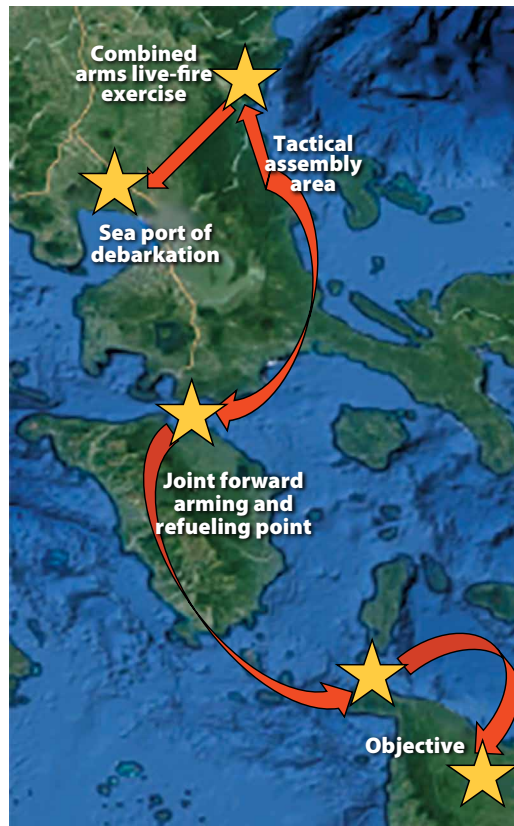 Combined
arms live-fire
exercise
Tactical
assembly
area
Sea port of
debarkation
Joint forward
arming and
refueling point
Objective